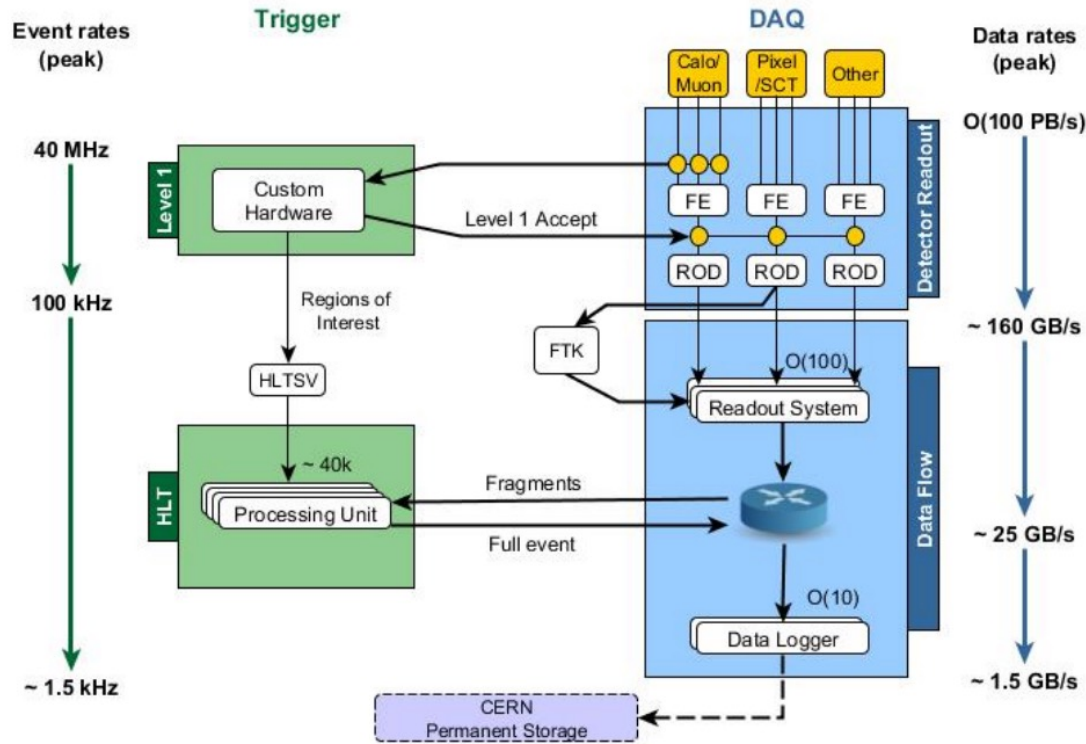 Event rates
(peak)
Trigger
DAQ
Data rates
(peak)
Calo/
Muon
Pixel
/SCT
Other
40 MHz
O(100 PB/s)
Level 1
Custom
Hardware
FE
FE
FE
Level 1 Accept
ROD
ROD
ROD
Detector Readout
100 kHz
Regions of
Interest
~ 160 GB/s
FTK
HLTSV
O(100)
Readout System
HLT
~ 40k
Processing Unit
Fragments
Full event
Data Flow
~ 25 GB/s
O(10)
Data Logger
~ 1.5 kHz
~ 1.5 GB/s
CERN
Permanent Storage